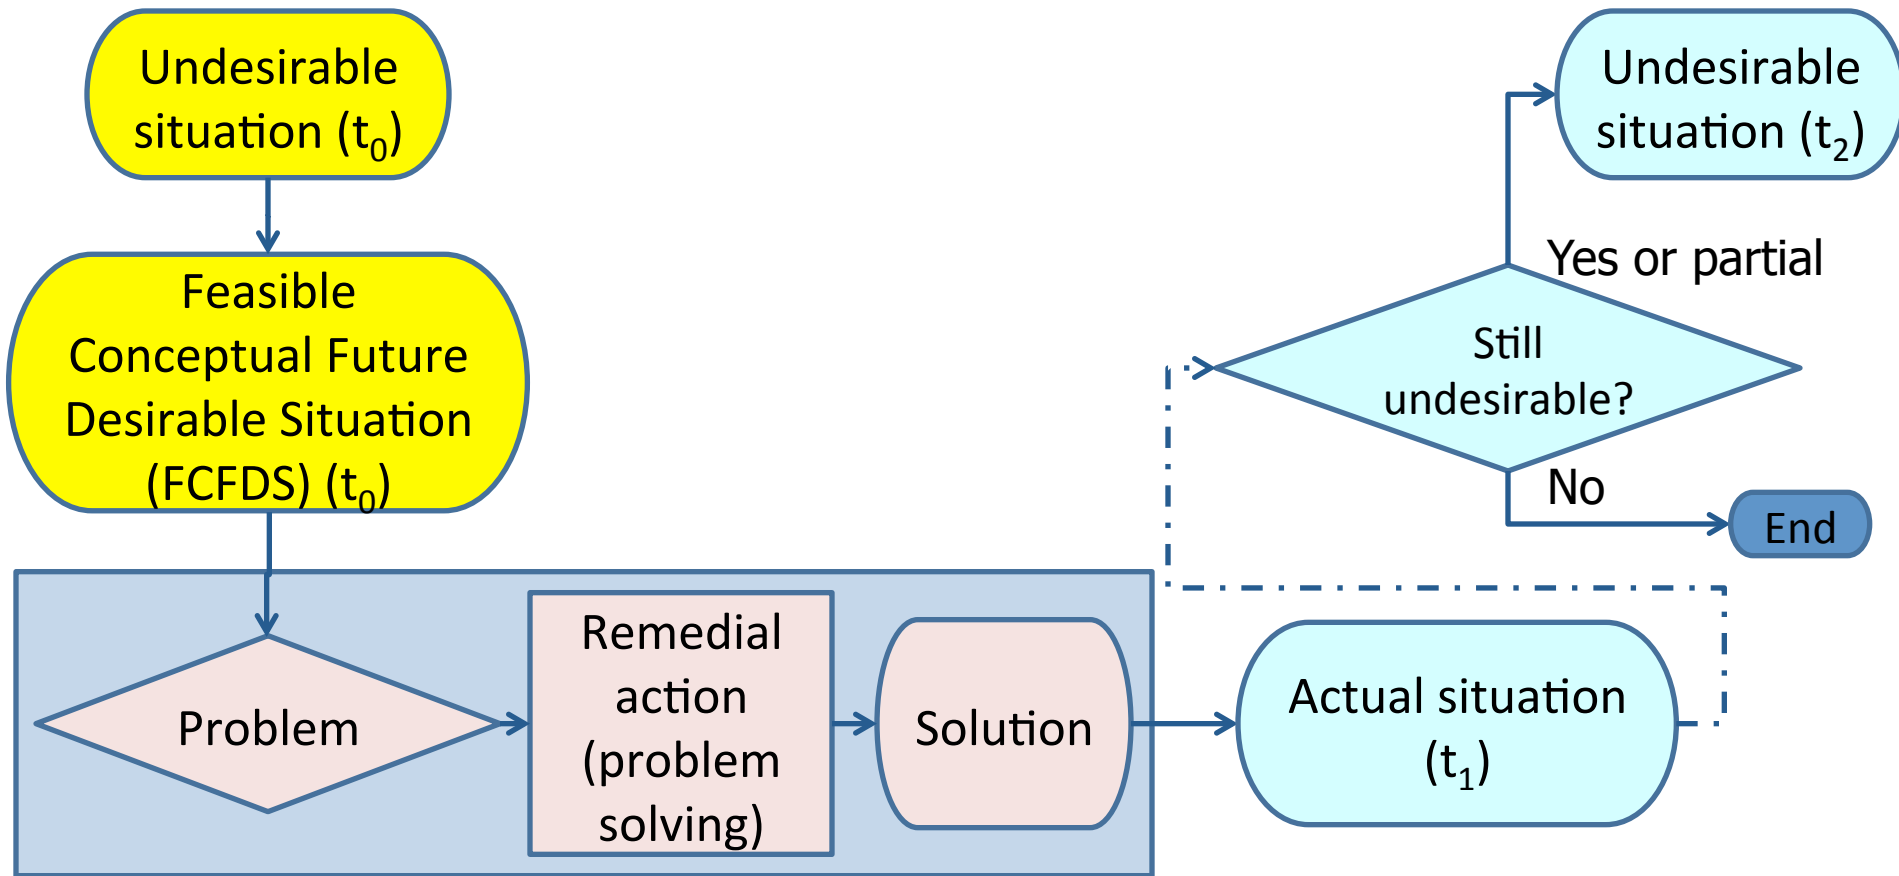 Undesirable
situation (t0)
Feasible
Conceptual Future
Desirable Situation
(FCFDS) (t0)
Problem
Remedial
action
(problem
solving)
Solution
Actual situation
(t1)
Still
undesirable?
Yes or partial
Undesirable
situation (t2)
No
End